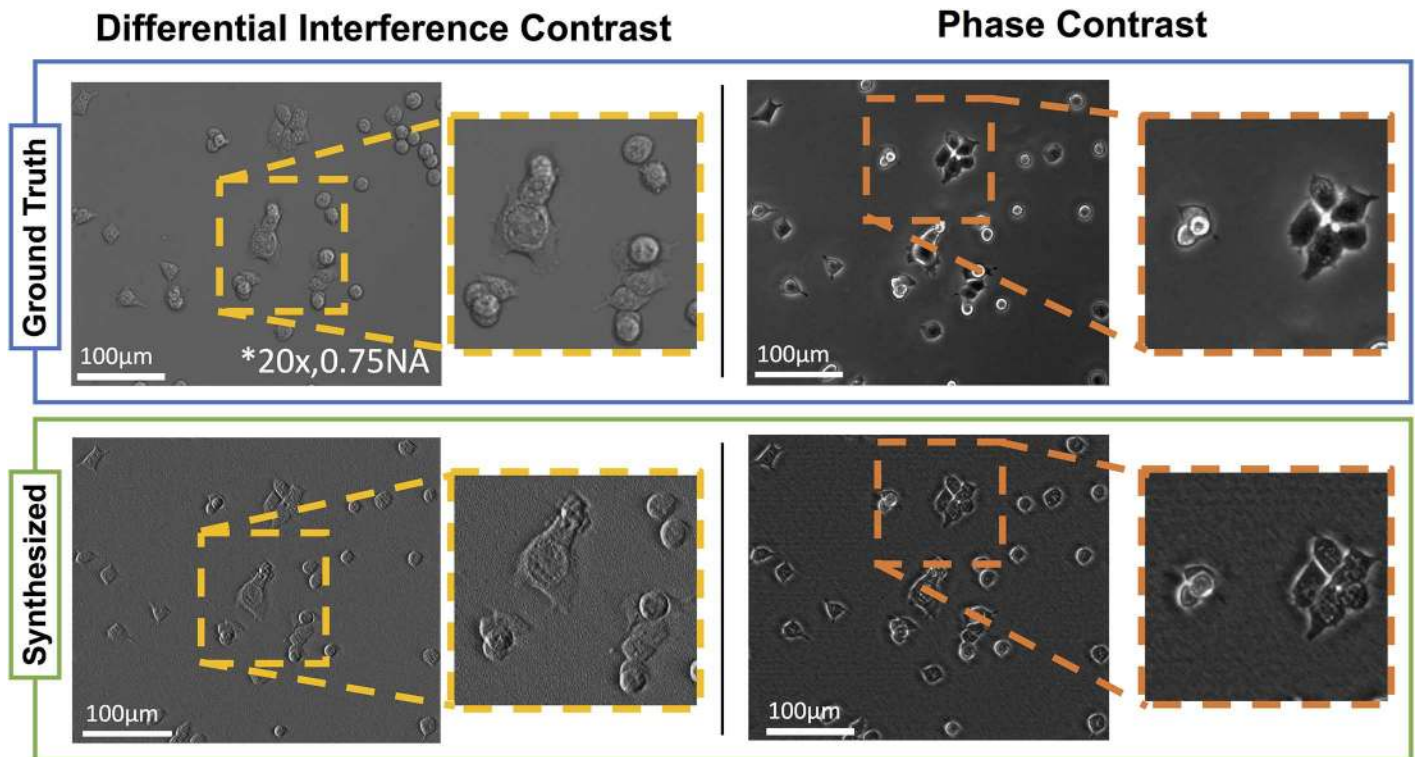 Differential Interference Contrast
Phase Contrast
Ground Truth
100μm
*20x,0.75NA
100μm
Synthesized
100μm
100μm